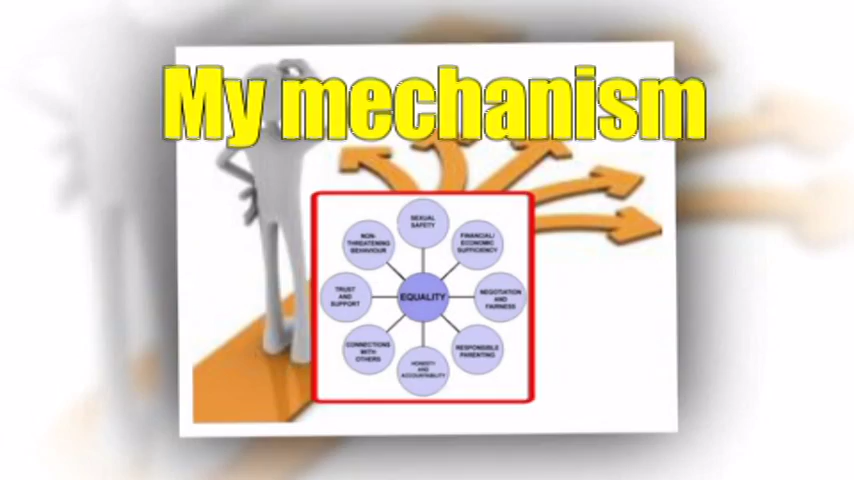 My mechanism
SEXUAL
SAFETY
NON-
THREATENING
BEHAVIOUR
FINANCIAL/
ECONOMIC
SUFFICIENCY
TRUST
AND
SUPPORT
EQUALITY
NEGOTIATION
AND
FAIRNESS
CONNECTIONS
WITH
OTHERS
RESPONSIBLE
PARENTING
HONESTY
AND
ACCOUNTABILITY